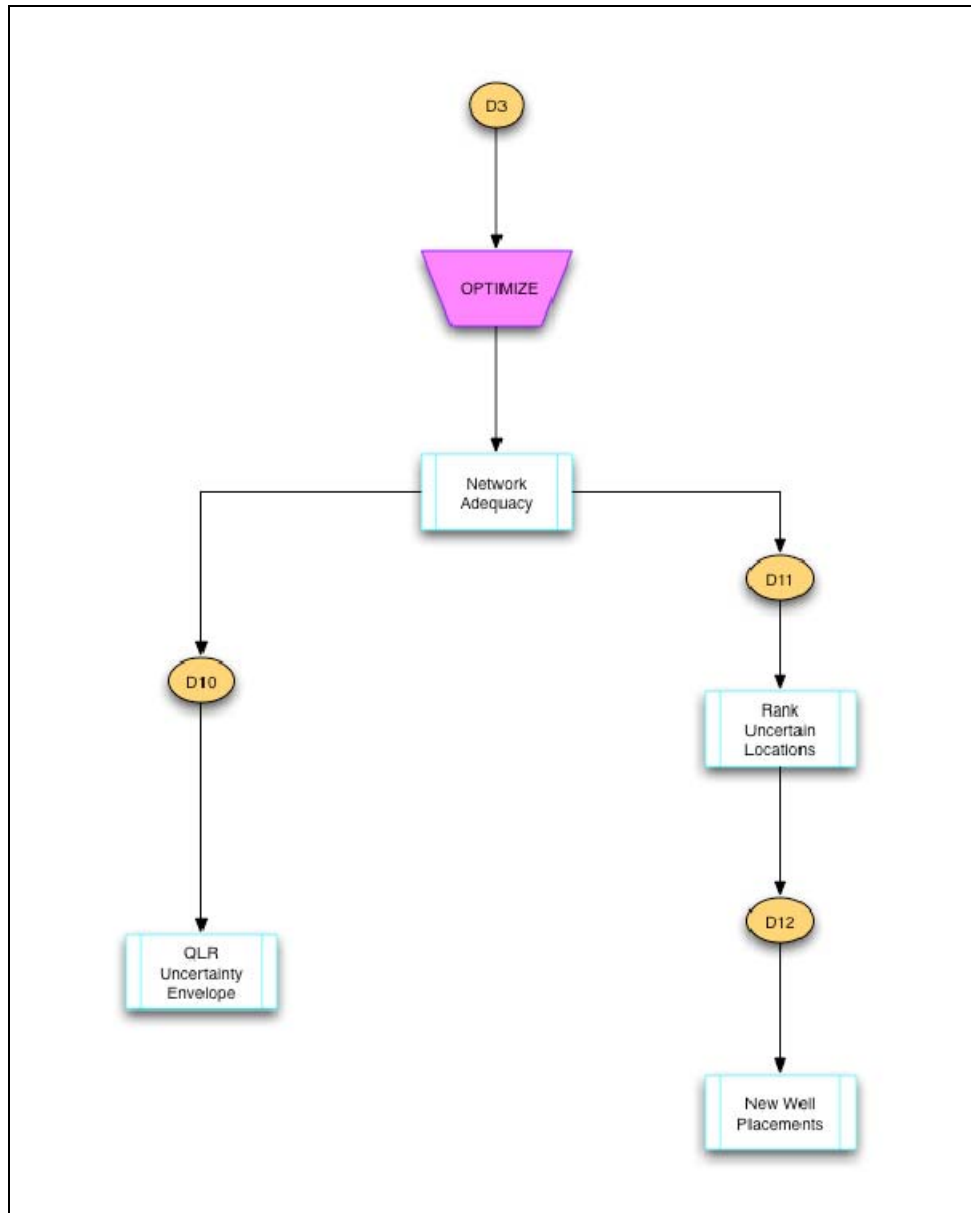 D3
OPTIMIZE
Network
Adequacy
D11
D10
Rank
Uncertain
Locations
D12
QLR
Uncertainty
Envelope
New Well
Placements